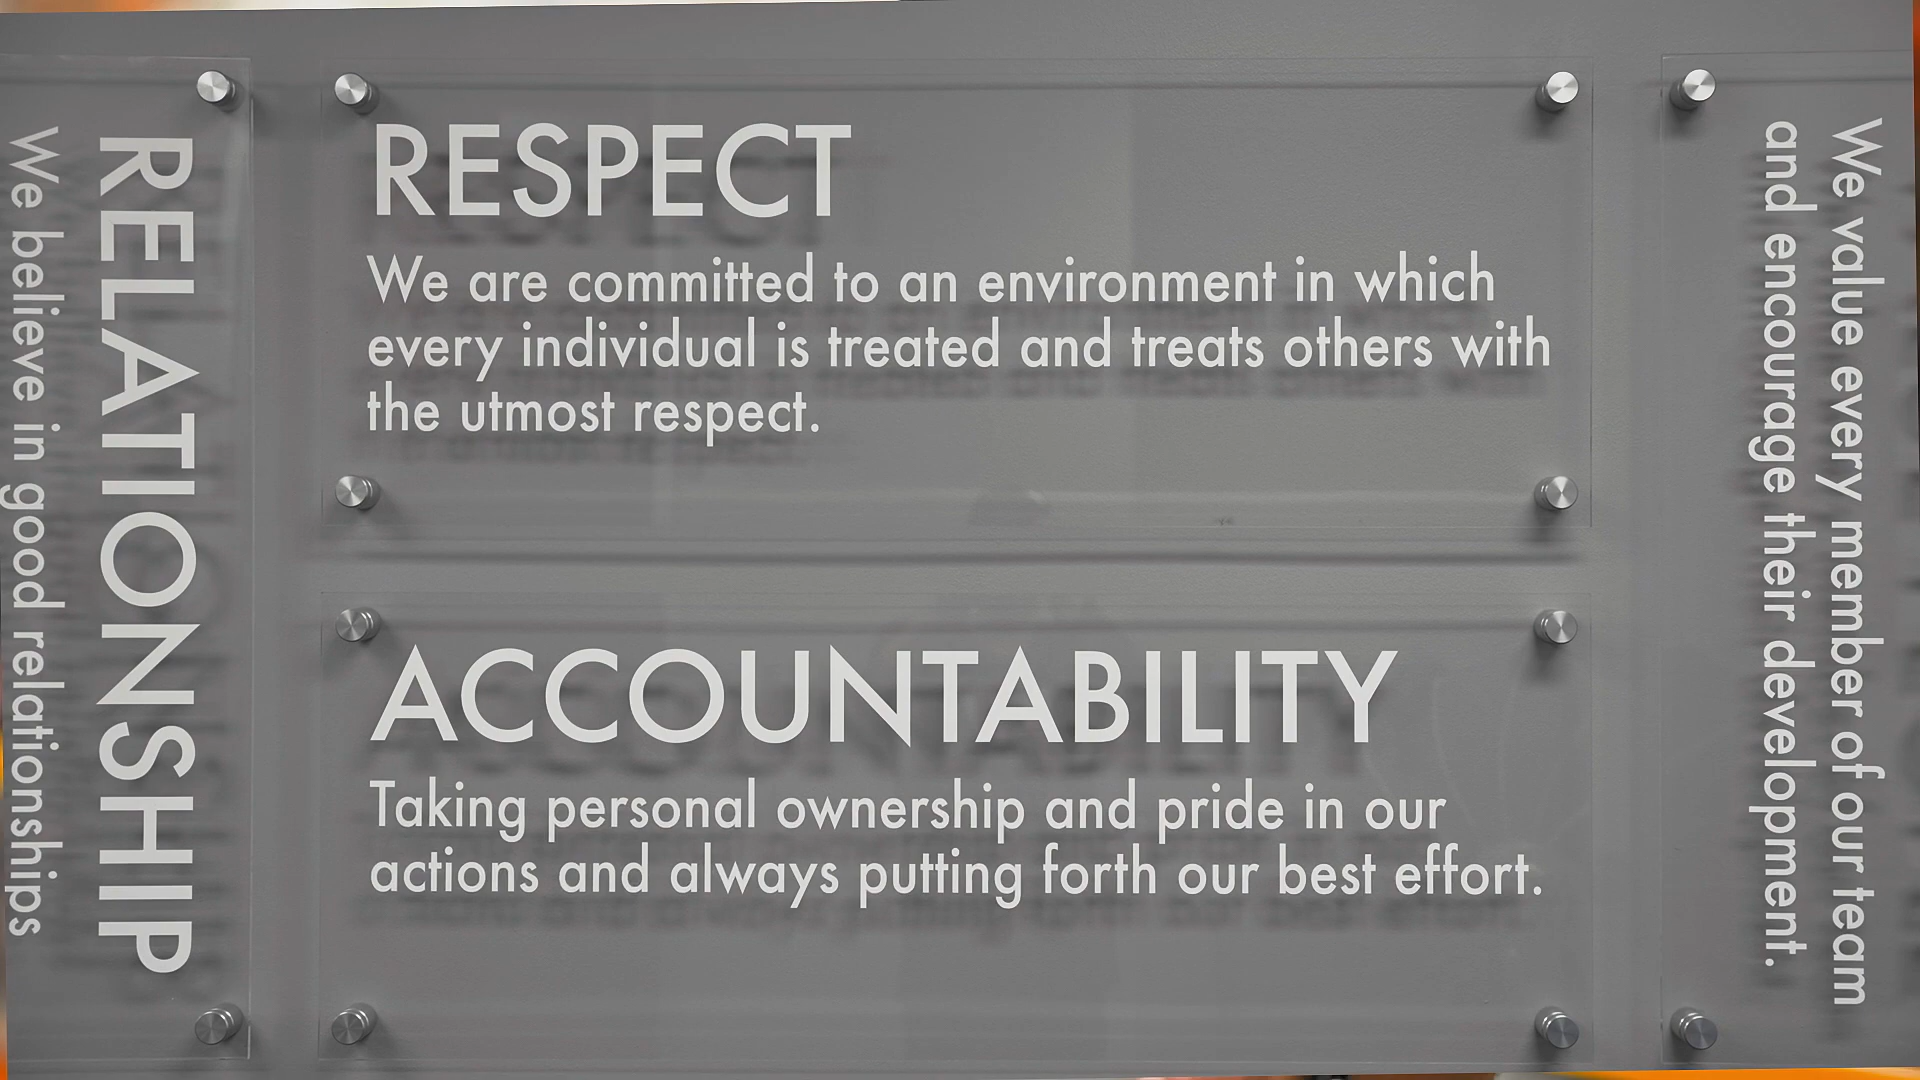 RELATIONSHIP
We believe in good relationships
RESPECT
We are committed to an environment in which
every individual is treated and treats others with
the utmost respect.
ACCOUNTABILITY
Taking personal ownership and pride in our
actions and always putting forth our best effort.
We value every member of our team
and encourage their development.